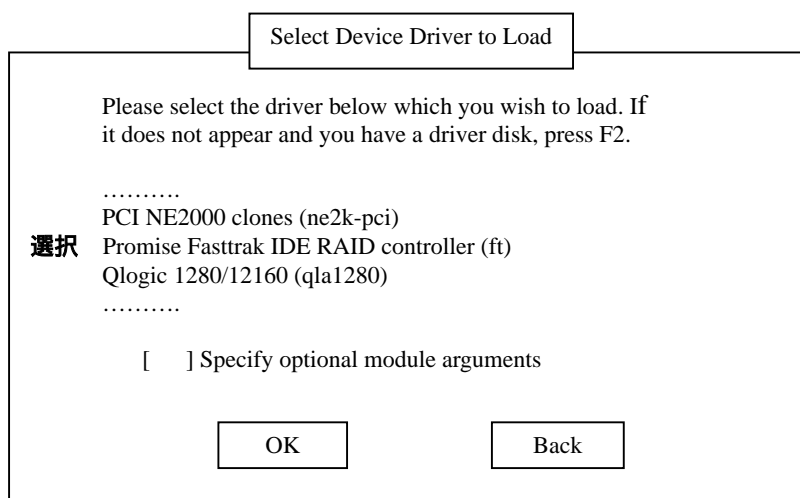 Select Device Driver to Load
Please select the driver below which you wish to load. If
it does not appear and you have a driver disk, press F2.
……….
PCI NE2000 clones (ne2k-pci)
選択 Promise Fasttrak IDE RAID controller (ft)
Qlogic 1280/12160 (qla1280)
……….
[ ] Specify optional module arguments
OK Back